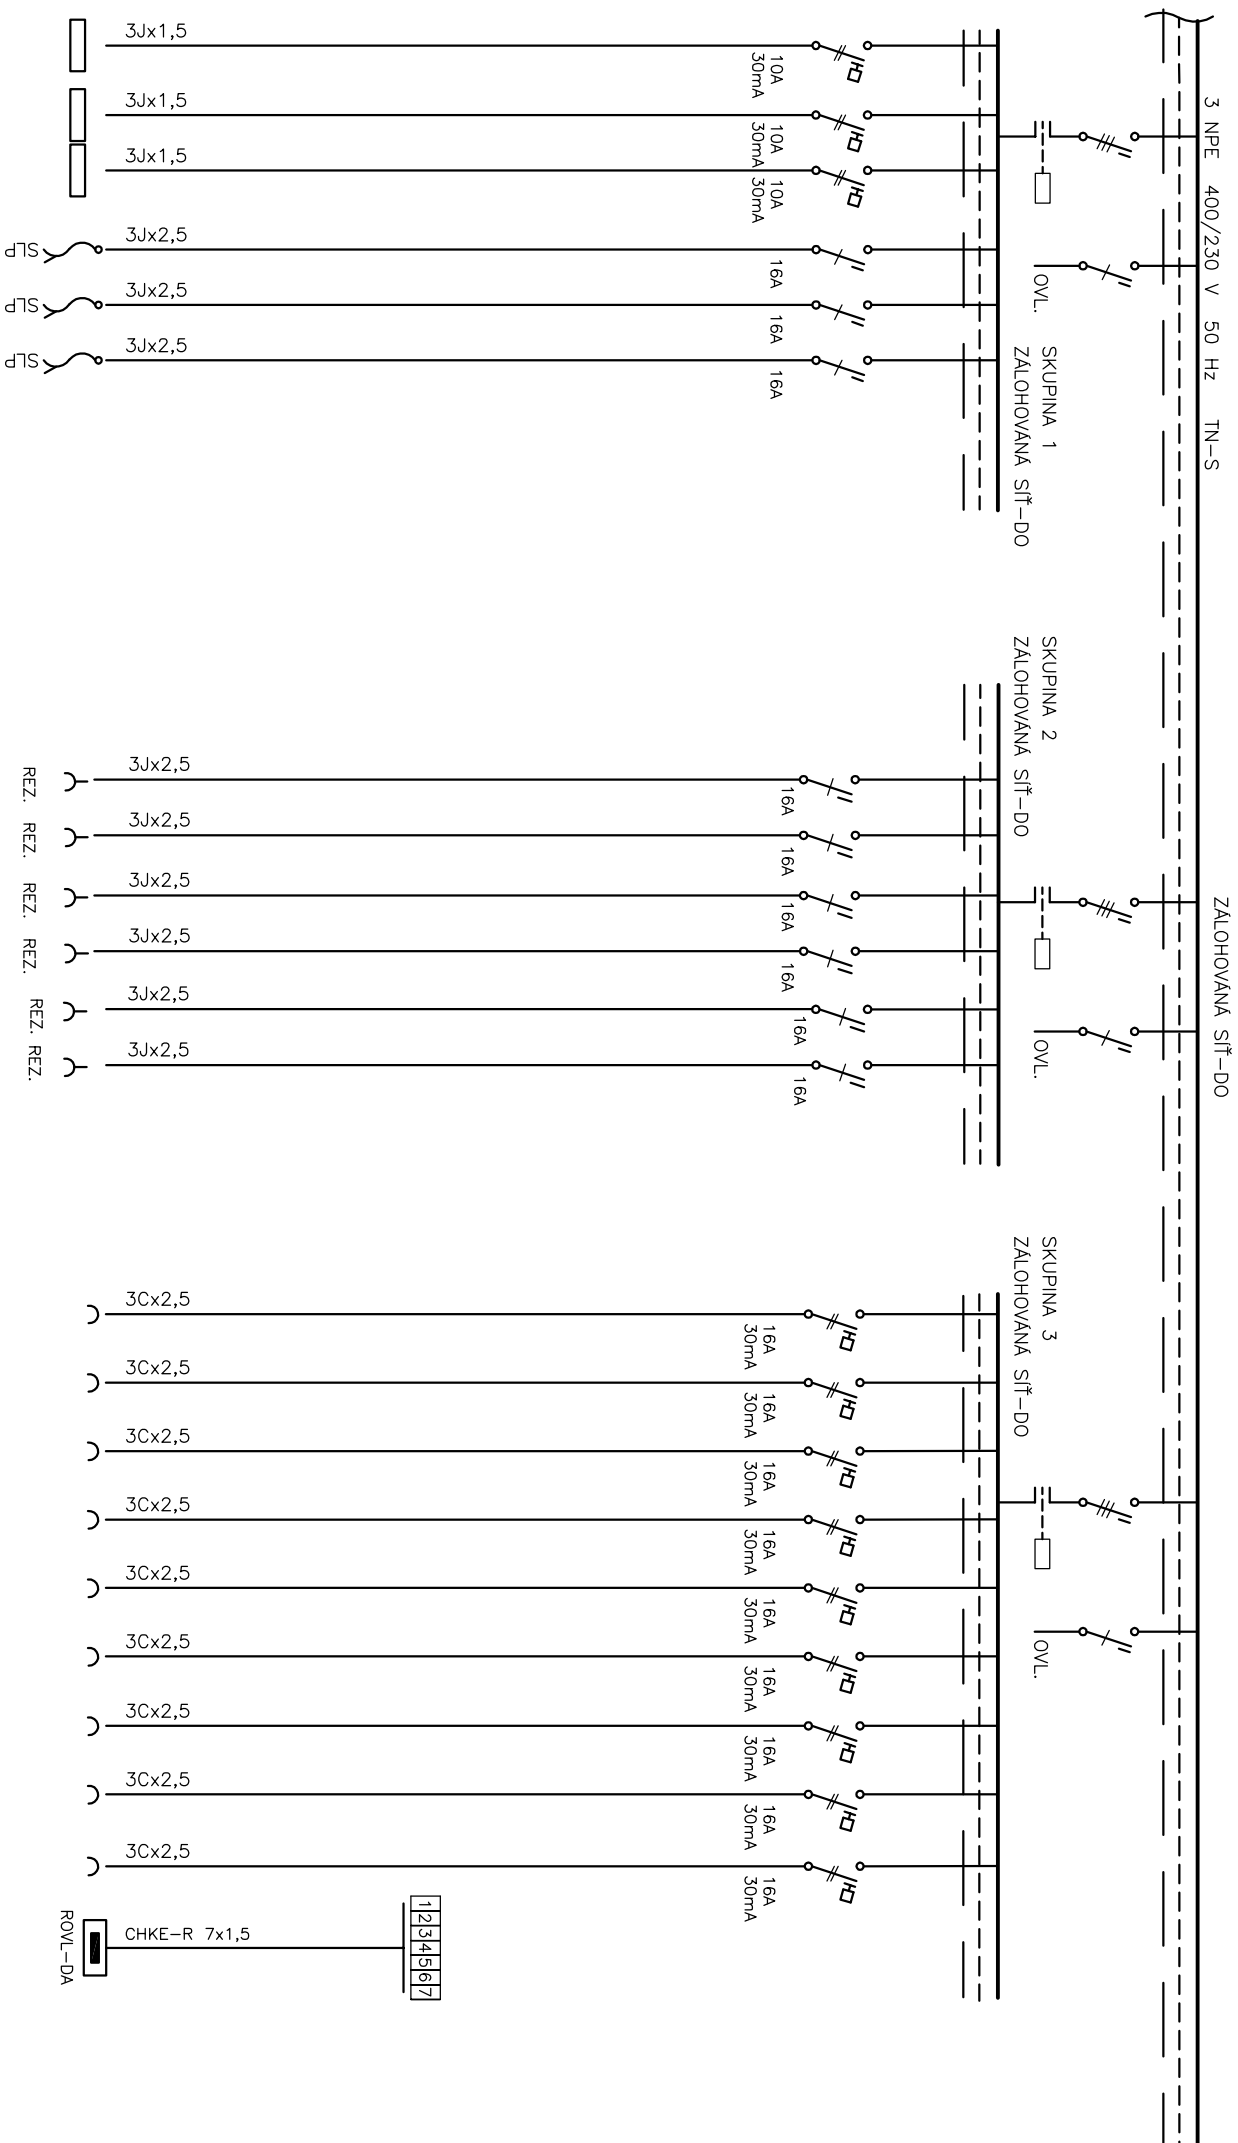 3 NPE 400/230 V 50 Hz TN-S
ZÁLOHOVÁNÁ SÍŤ-DO
OVL.
SKUPINA 1
ZÁLOHOVÁNÁ SÍŤ-DO
10A
30mA
10A
30mA
10A
30mA
16A
16A
16A
3Jx1,5
3Jx1,5
3Jx1,5
3Jx2,5
3Jx2,5
3Jx2,5
SLP
SLP
SLP
SKUPINA 2
ZÁLOHOVÁNÁ SÍŤ-DO
OVL.
16A
16A
16A
16A
16A
16A
3Jx2,5
3Jx2,5
3Jx2,5
3Jx2,5
3Jx2,5
3Jx2,5
REZ.
REZ.
REZ.
REZ.
REZ.
REZ.
SKUPINA 3
ZÁLOHOVÁNÁ SÍŤ-DO
OVL.
16A
30mA
16A
30mA
16A
30mA
16A
30mA
16A
30mA
16A
30mA
16A
30mA
16A
30mA
16A
30mA
3Cx2,5
3Cx2,5
3Cx2,5
3Cx2,5
3Cx2,5
3Cx2,5
3Cx2,5
3Cx2,5
3Cx2,5
1 2 3 4 5 6 7
CHKE-R 7x1,5
ROVL-DA